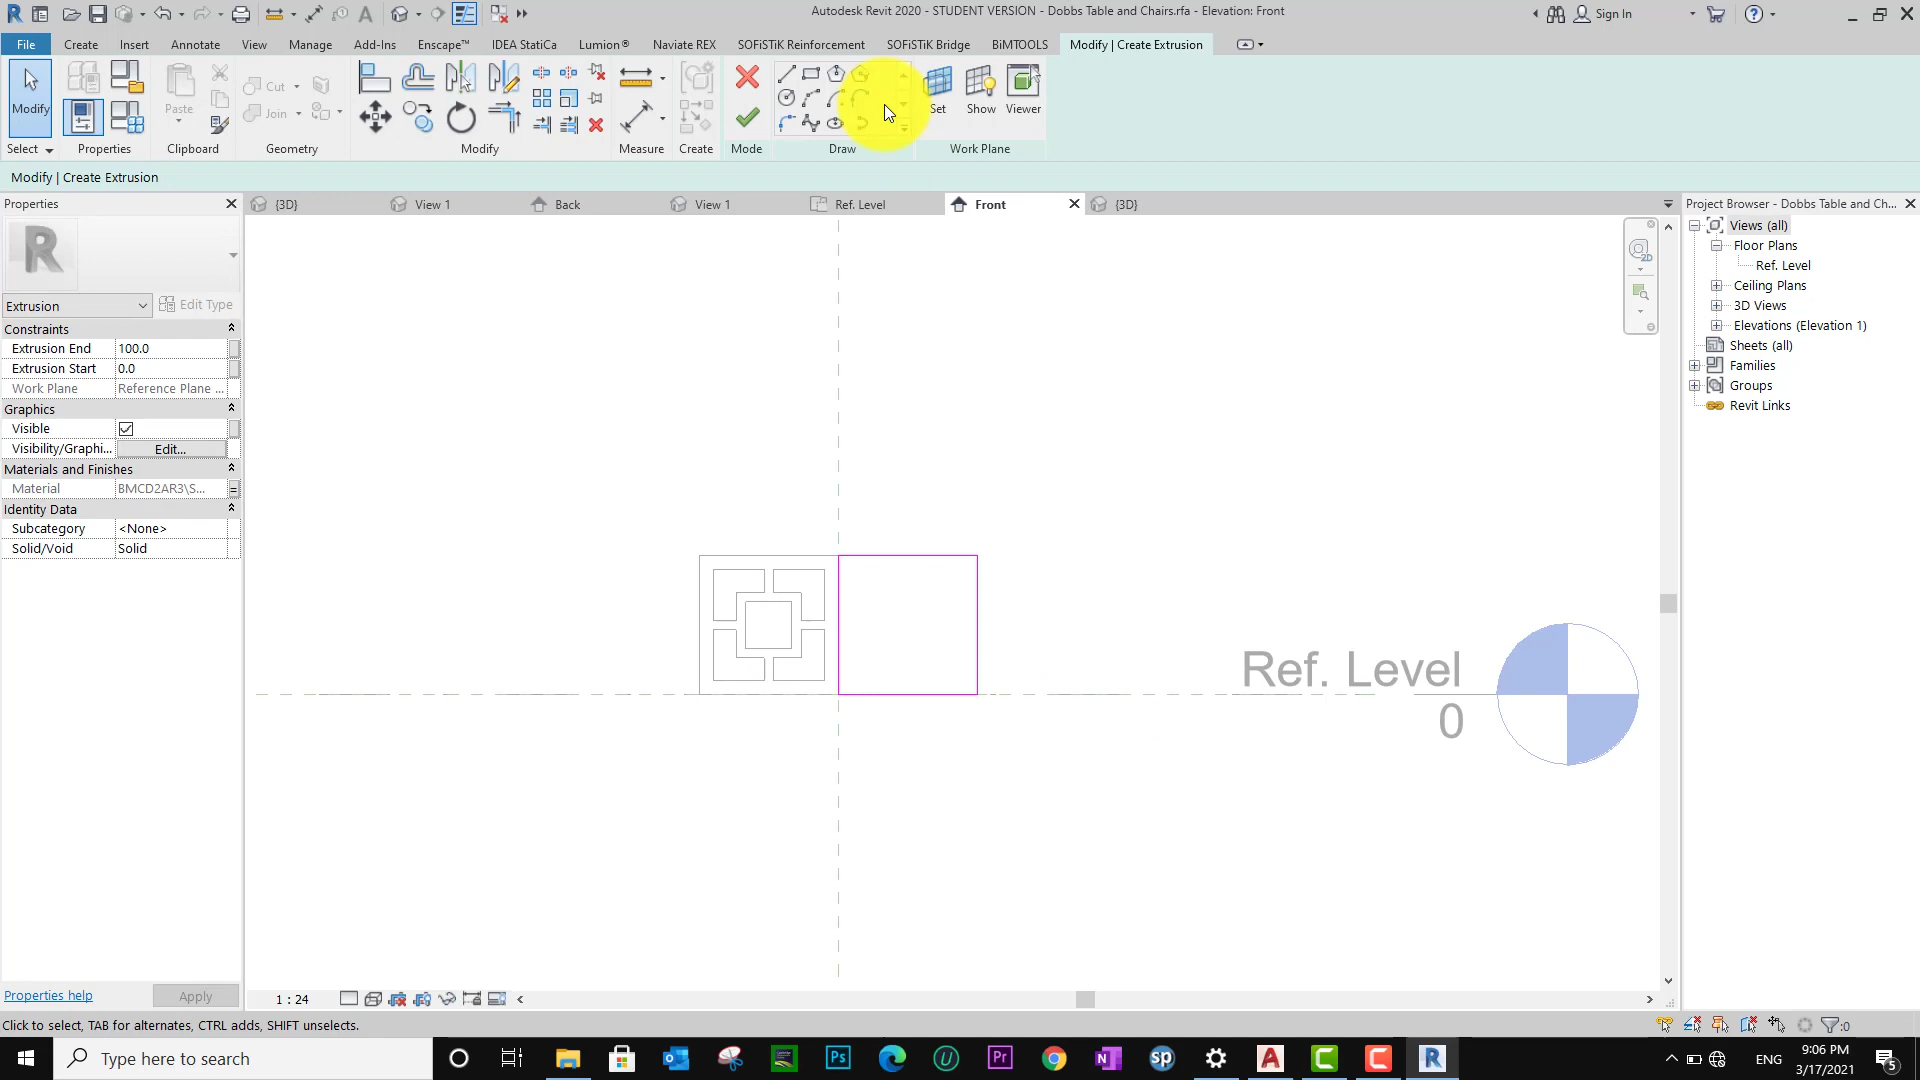 Autodesk Revit 2020 - STUDENT VERSION - Dobbs Table and Chairs.rfa - Elevation: Front
Sign In
File Create Insert Annotate View Manage Add-Ins Enscape™ IDEA StatiCa Lumion® Naviate REX SOFiSTiK Reinforcement SOFiSTiK Bridge BiMTOOLS Modify | Create Extrusion
Modify
Paste
Cut
Join
Set Show Viewer
Select Properties Clipboard Geometry Modify Measure Create Mode Draw Work Plane
Modify | Create Extrusion
Properties
{3D} View 1 Back View 1 Ref. Level Front {3D}
Project Browser - Dobbs Table and Ch...
R
Extrusion
Edit Type
Constraints
Extrusion End 100.0
Extrusion Start 0.0
Work Plane Reference Plane ...
Graphics
Visible
Visibility/Graphi... Edit...
Materials and Finishes
Material BMCD2AR3\S...
Identity Data
Subcategory <None>
Solid/Void Solid
Properties help
Apply
2D
Ref. Level
0
Views (all)
Floor Plans
Ref. Level
Ceiling Plans
3D Views
Elevations (Elevation 1)
Sheets (all)
Families
Groups
Revit Links
1 : 24
Click to select, TAB for alternates, CTRL adds, SHIFT unselects.
:0
Type here to search
Ps
U
Pr
N
sp
A
C
C
R
ENG
9:06 PM
3/17/2021
5